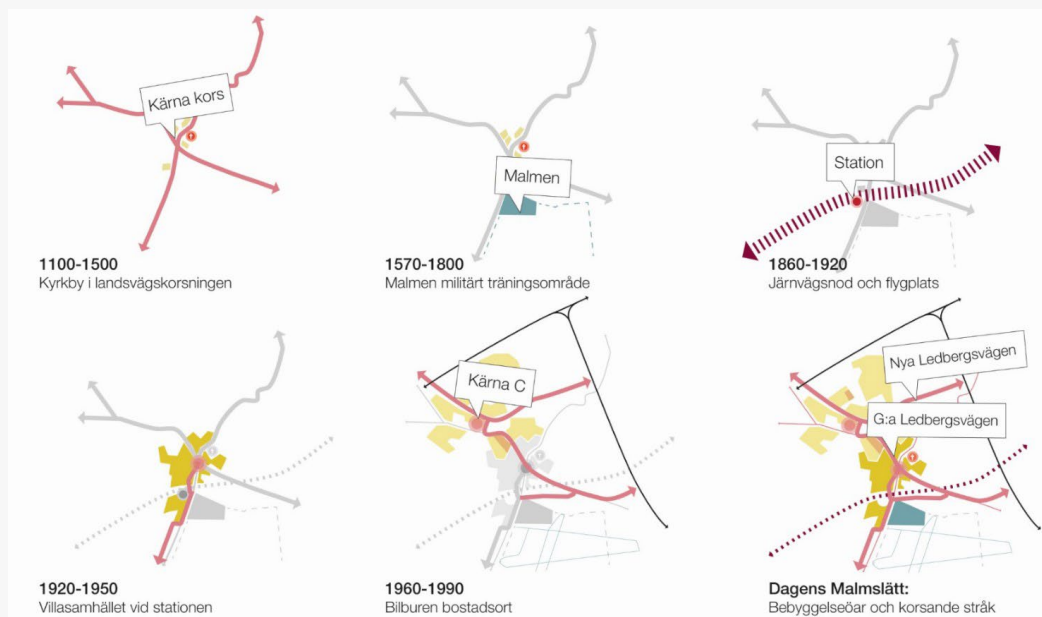 Kärna kors
1100-1500
Kyrkby i landsvägskorsningen
Malmen
1570-1800
Malmen militärt träningsområde
Station
1860-1920
Järnvägsnod och flygplats
1920-1950
Villasamhället vid stationen
Kärna C
1960-1990
Bilburen bostadsort
Nya Ledbergsvägen
G:a Ledbergsvägen
Dagens Malmslätt:
Bebyggelseöar och korsande stråk